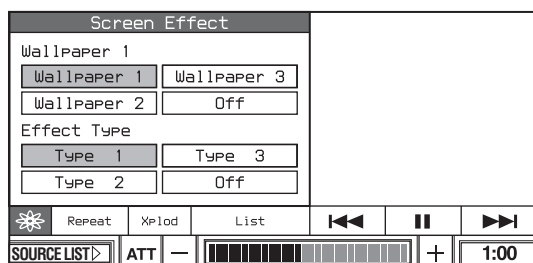 Screen Effect
Wallpaper 1
Wallpaper 1 Wallpaper 3
Wallpaper 2 Off
Effect Type
Type 1 Type 3
Type 2 Off
Repeat Xplod List
SOURCE LIST ATT − + 1:00